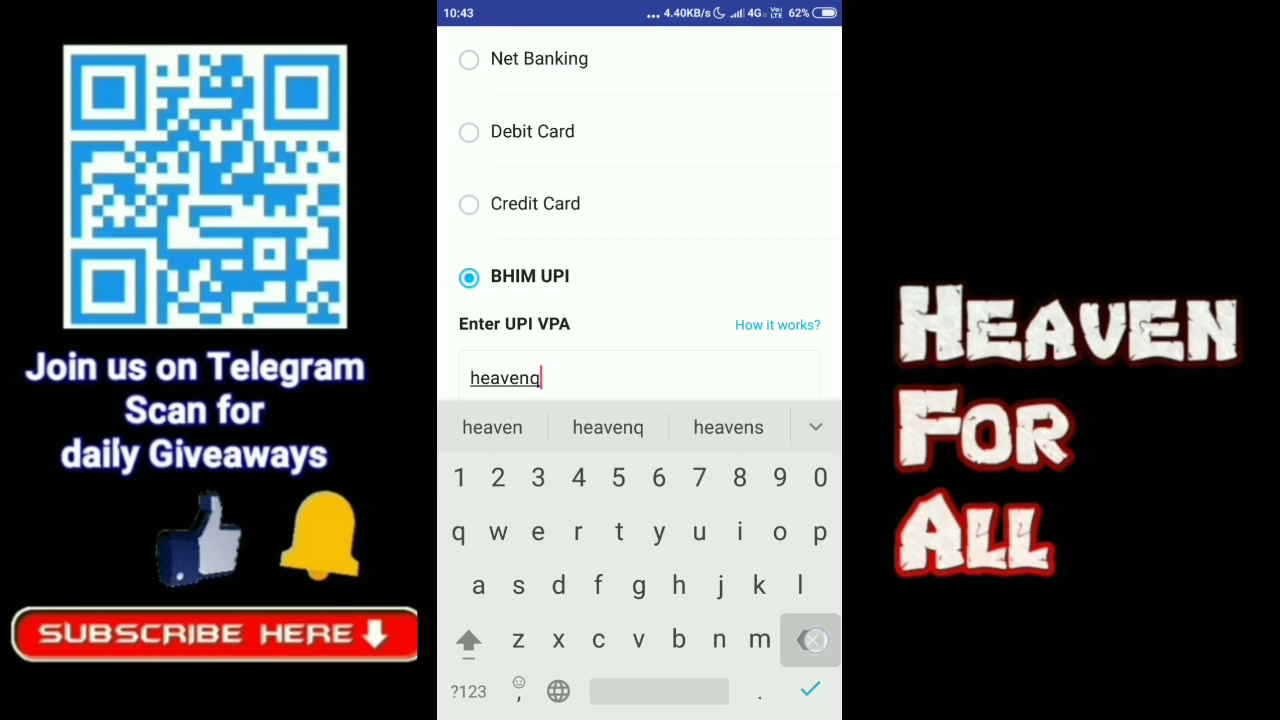 10:43
... 4.40KB/s 4G VoLTE 62%
Net Banking
Debit Card
Credit Card
BHIM UPI
Enter UPI VPA How it works?
heavenq
heaven heavenq heavens
1 2 3 4 5 6 7 8 9 0
q w e r t y u i o p
a s d f g h j k l
z x c v b n m
?123 , .
Join us on Telegram
Scan for
daily Giveaways
SUBSCRIBE HERE
HEAVEN
FOR
ALL